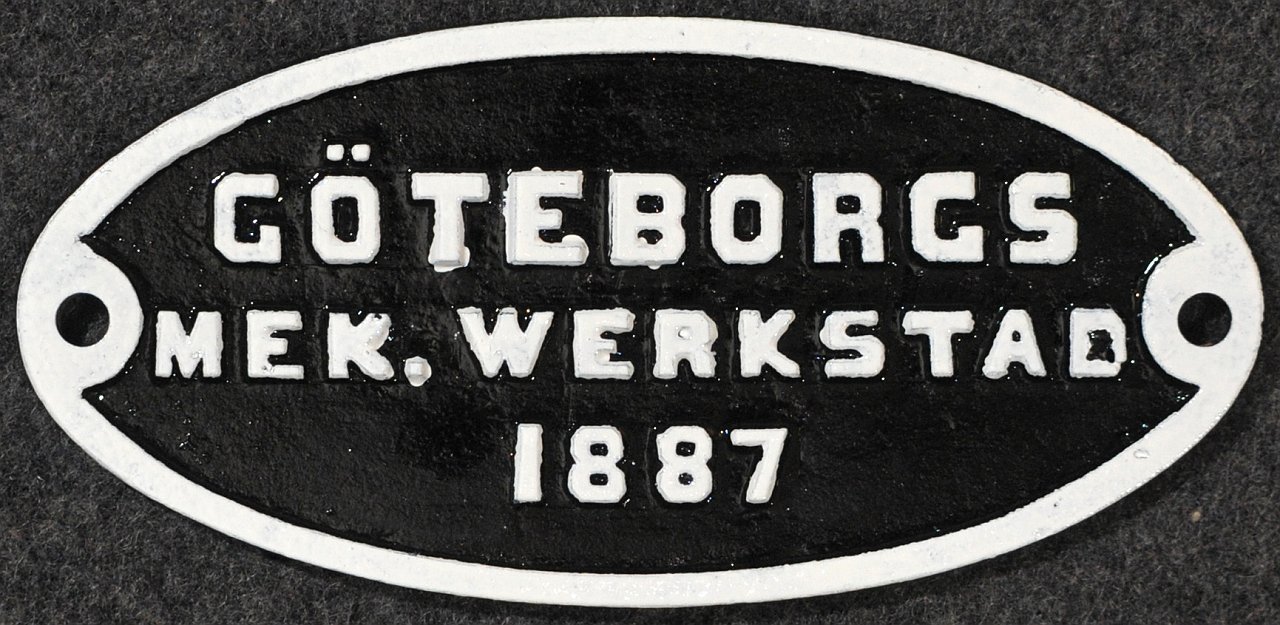 GÖTEBORGS
MEK. WERKSTAD
1887